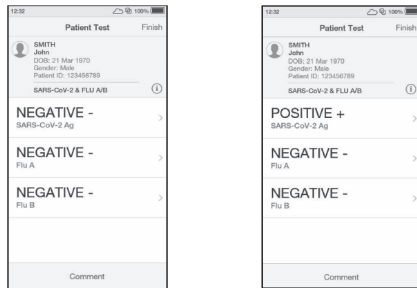 12:32 100%
Patient Test Finish
SMITH
John
DOB: 21 Mar 1970
Gender: Male
Patient ID: 123456789
SARS-CoV-2 & FLU A/B
NEGATIVE -
SARS-CoV-2 Ag
NEGATIVE -
Flu A
NEGATIVE -
Flu B
Comment
12:32 100%
Patient Test Finish
SMITH
John
DOB: 21 Mar 1970
Gender: Male
Patient ID: 123456789
SARS-CoV-2 & FLU A/B
POSITIVE +
SARS-CoV-2 Ag
NEGATIVE -
Flu A
NEGATIVE -
Flu B
Comment